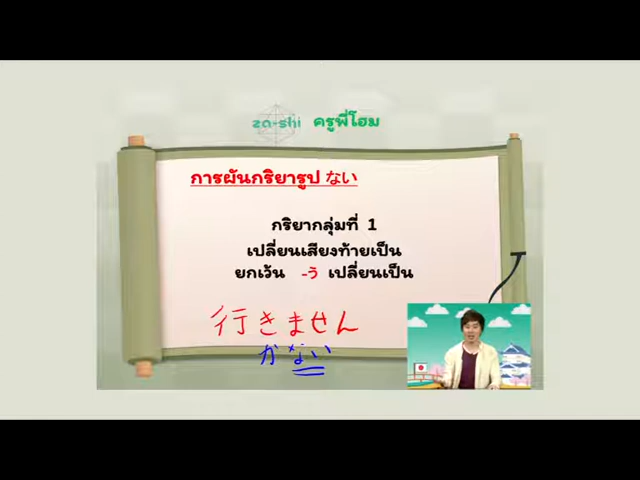 za-shi ครูพี่โฮม
การผันกริยารูป ない
กริยากลุ่มที่ 1
เปลี่ยนเสียงท้ายเป็น
ยกเว้น -う เปลี่ยนเป็น
行きません
かない